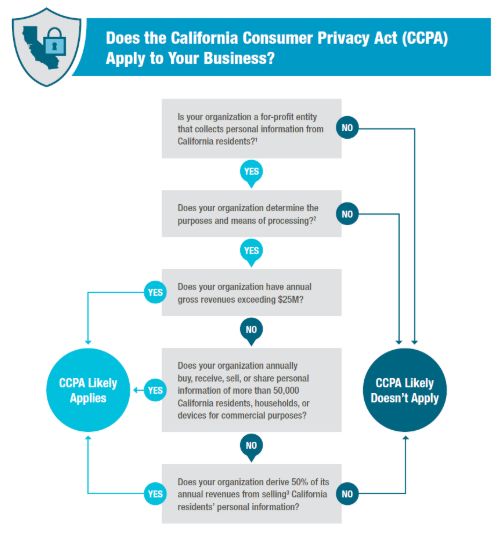 Does the California Consumer Privacy Act (CCPA)
Apply to Your Business?
Is your organization a for-profit entity
that collects personal information from
California residents?¹
NO
YES
Does your organization determine the
purposes and means of processing?²
NO
YES
Does your organization have annual
gross revenues exceeding $25M?
YES
NO
CCPA Likely
Applies
YES
Does your organization annually
buy, receive, sell, or share personal
information of more than 50,000
California residents, households, or
devices for commercial purposes?
CCPA Likely
Doesn't Apply
NO
YES
Does your organization derive 50% of its
annual revenues from selling³ California
residents' personal information?
NO